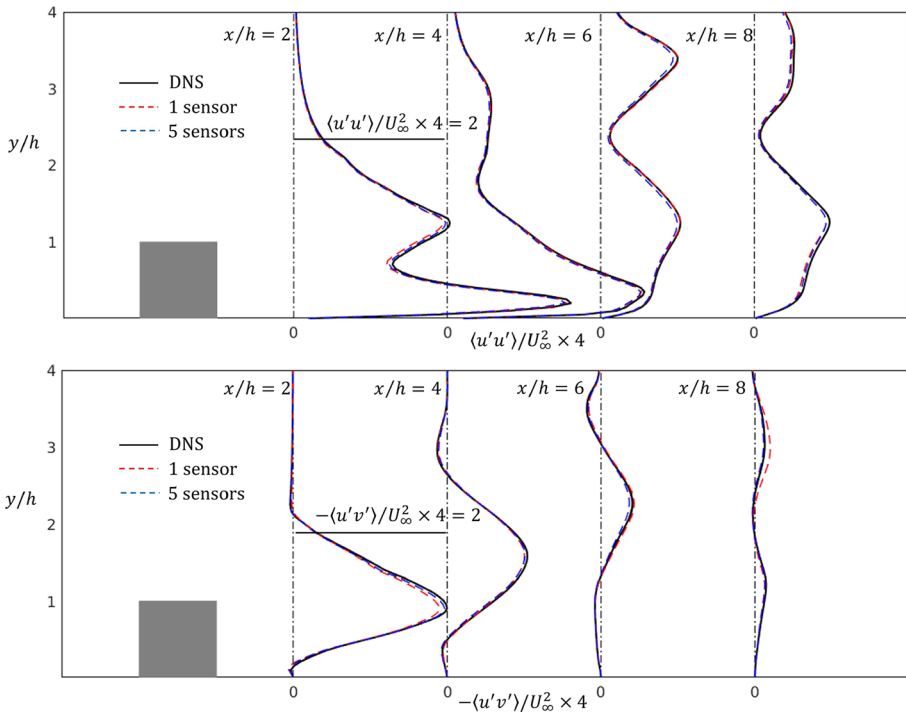 4
x/h = 2
x/h = 4
x/h = 6
x/h = 8
DNS
3
1 sensor
5 sensors
⟨u′u′⟩/U∞² × 4 = 2
y/h
2
1
0
0
0
0
⟨u′u′⟩/U∞² × 4
4
x/h = 2
x/h = 4
x/h = 6
x/h = 8
DNS
3
1 sensor
5 sensors
y/h
−⟨u′v′⟩/U∞² × 4 = 2
2
1
0
0
0
0
−⟨u′v′⟩/U∞² × 4